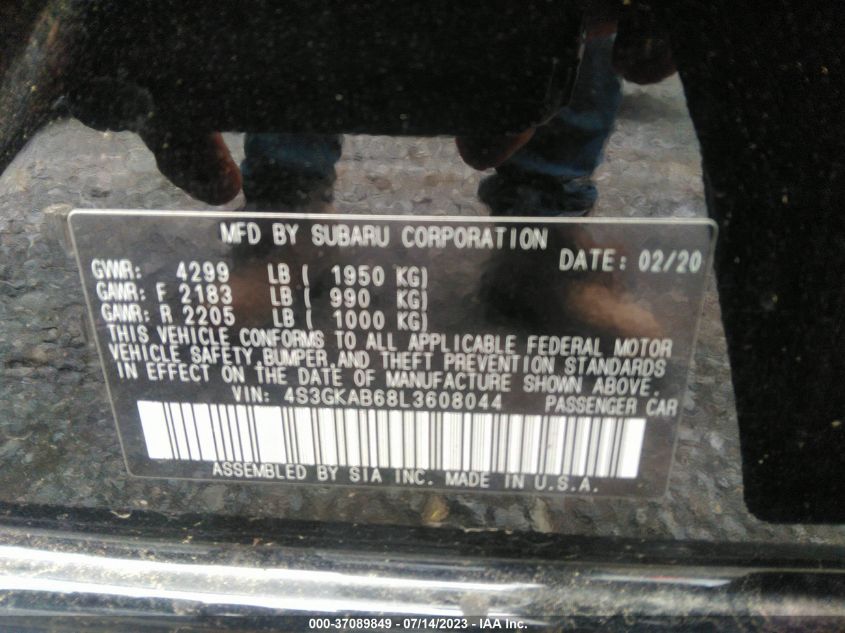 MFD BY SUBARU CORPORATION
DATE: 02/20
GVWR: 4299 LB ( 1950 KG)
GAWR: F 2183 LB ( 990 KG)
GAWR: R 2205 LB ( 1000 KG)
THIS VEHICLE CONFORMS TO ALL APPLICABLE FEDERAL MOTOR
VEHICLE SAFETY, BUMPER, AND THEFT PREVENTION STANDARDS
IN EFFECT ON THE DATE OF MANUFACTURE SHOWN ABOVE.
VIN: 4S3GKAB68L3608044 PASSENGER CAR
ASSEMBLED BY SIA INC. MADE IN U.S.A.
000-37089849 - 07/14/2023 - IAA Inc.